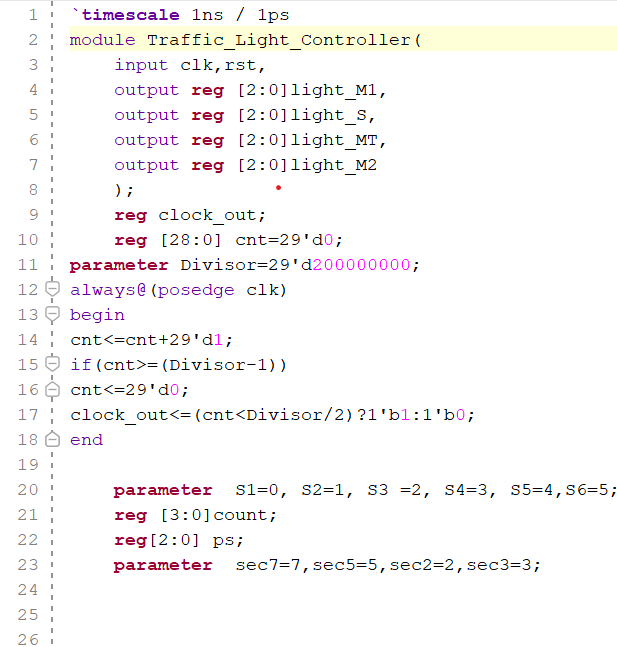 1 `timescale 1ns / 1ps
2 module Traffic_Light_Controller(
3 input clk,rst,
4 output reg [2:0]light_M1,
5 output reg [2:0]light_S,
6 output reg [2:0]light_MT,
7 output reg [2:0]light_M2
8 );
9 reg clock_out;
10 reg [28:0] cnt=29'd0;
11 parameter Divisor=29'd200000000;
12 always@(posedge clk)
13 begin
14 cnt<=cnt+29'd1;
15 if(cnt>=(Divisor-1))
16 cnt<=29'd0;
17 clock_out<=(cnt<Divisor/2)?1'b1:1'b0;
18 end
19
20 parameter S1=0, S2=1, S3 =2, S4=3, S5=4,S6=5;
21 reg [3:0]count;
22 reg[2:0] ps;
23 parameter sec7=7,sec5=5,sec2=2,sec3=3;
24
25
26